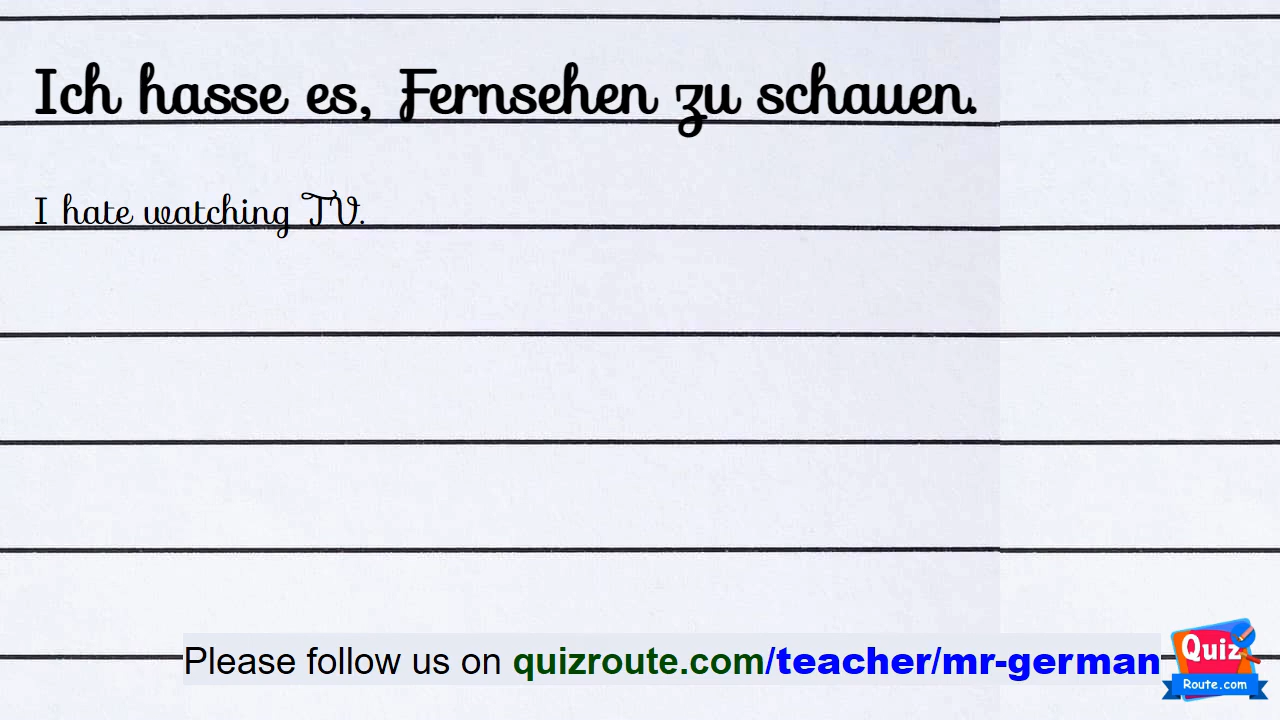 Ich hasse es, Fernsehen zu schauen.
I hate watching TV.
Please follow us on quizroute.com/teacher/mr-german
Quiz
Route.com